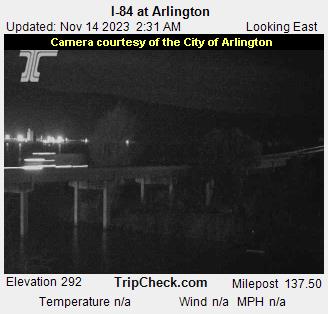 I-84 at Arlington
Updated: Nov 14 2023 2:31 AM Looking East
Camera courtesy of the City of Arlington
Elevation 292 TripCheck.com Milepost 137.50
Temperature n/a Wind n/a MPH n/a